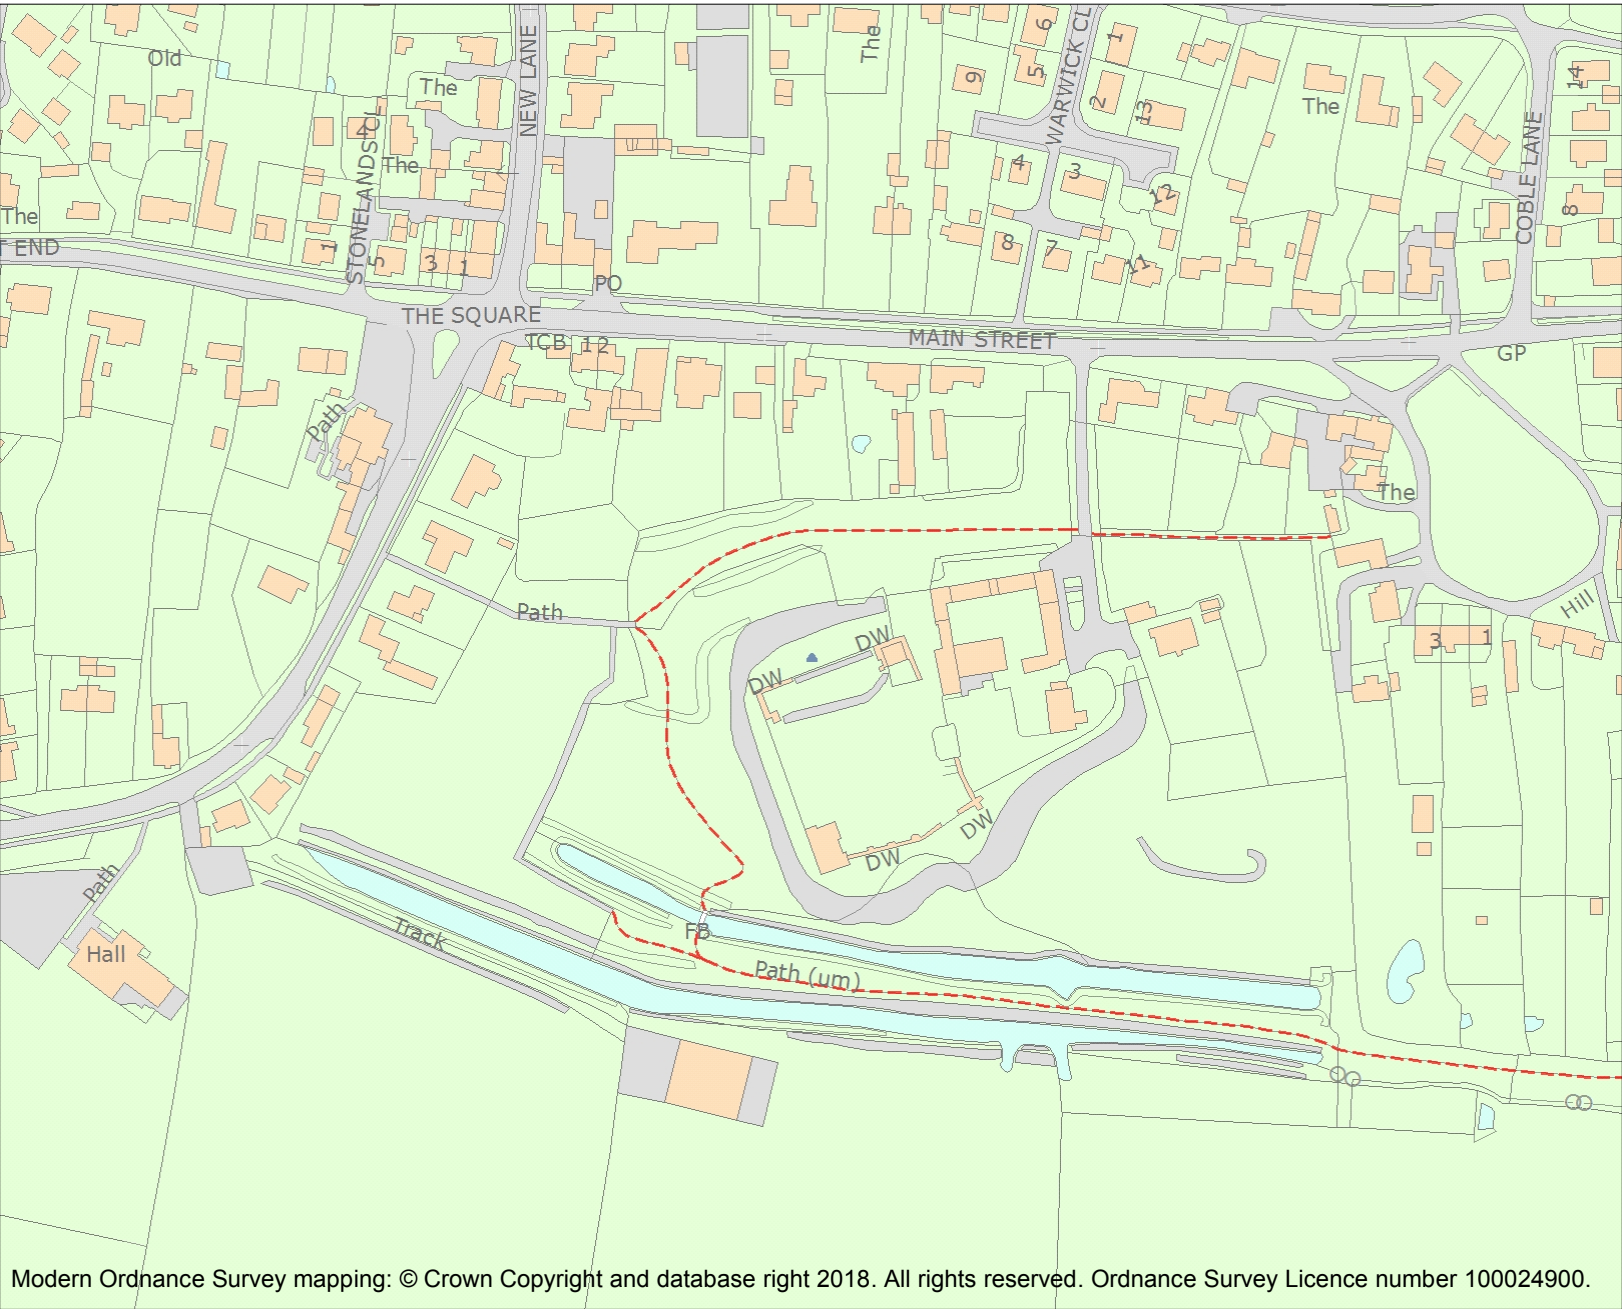 Old
The
NEW LANE
The
WARWICK CL
6
5
9
1
2
13
The
COBLE LANE
14
8
STONELANDS CL
4
The
The
T END
1
5
3
1
4
3
12
8
7
11
PO
THE SQUARE
TCB
1 2
MAIN STREET
GP
Path
The
Path
DW
DW
Hill
3
1
DW
DW
Path
Hall
Track
FB
Path (um)
Modern Ordnance Survey mapping: © Crown Copyright and database right 2018. All rights reserved. Ordnance Survey Licence number 100024900.